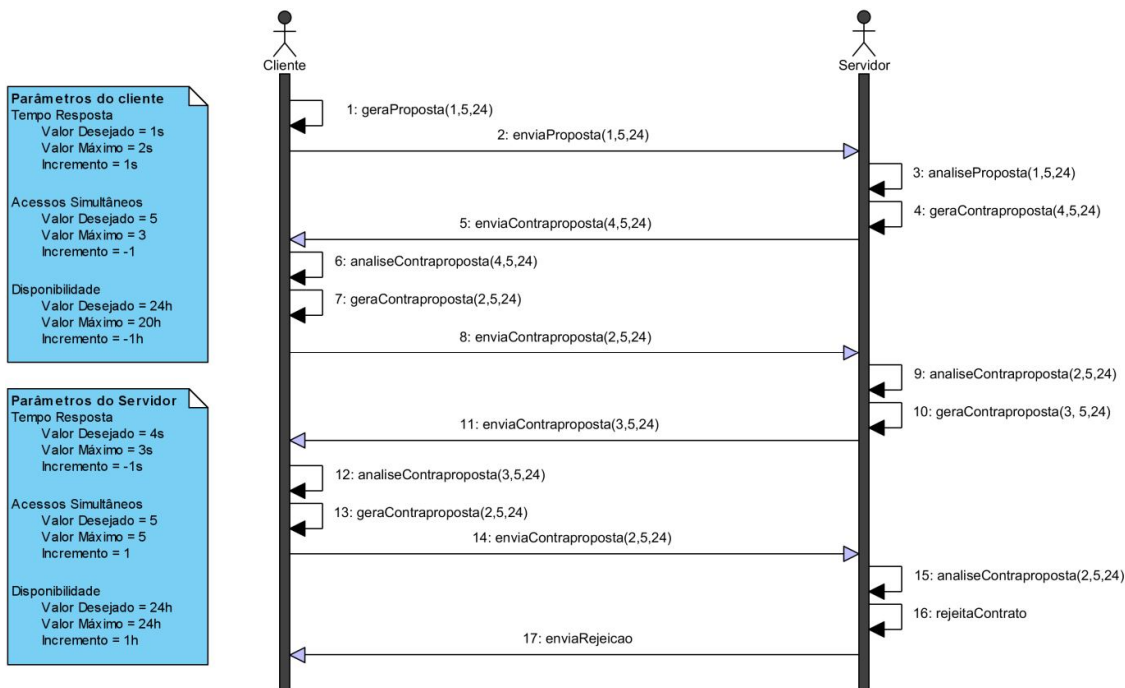 Cliente
Servidor
Parâmetros do cliente
Tempo Resposta
Valor Desejado = 1s
Valor Máximo = 2s
Incremento = 1s
Acessos Simultâneos
Valor Desejado = 5
Valor Máximo = 3
Incremento = -1
Disponibilidade
Valor Desejado = 24h
Valor Máximo = 20h
Incremento = -1h
Parâmetros do Servidor
Tempo Resposta
Valor Desejado = 4s
Valor Máximo = 3s
Incremento = -1s
Acessos Simultâneos
Valor Desejado = 5
Valor Máximo = 5
Incremento = 1
Disponibilidade
Valor Desejado = 24h
Valor Máximo = 24h
Incremento = 1h
1: geraProposta(1,5,24)
2: enviaProposta(1,5,24)
3: analiseProposta(1,5,24)
4: geraContraproposta(4,5,24)
5: enviaContraproposta(4,5,24)
6: analiseContraproposta(4,5,24)
7: geraContraproposta(2,5,24)
8: enviaContraproposta(2,5,24)
9: analiseContraproposta(2,5,24)
10: geraContraproposta(3, 5,24)
11: enviaContraproposta(3,5,24)
12: analiseContraproposta(3,5,24)
13: geraContraproposta(2,5,24)
14: enviaContraproposta(2,5,24)
15: analiseContraproposta(2,5,24)
16: rejeitaContrato
17: enviaRejeicao